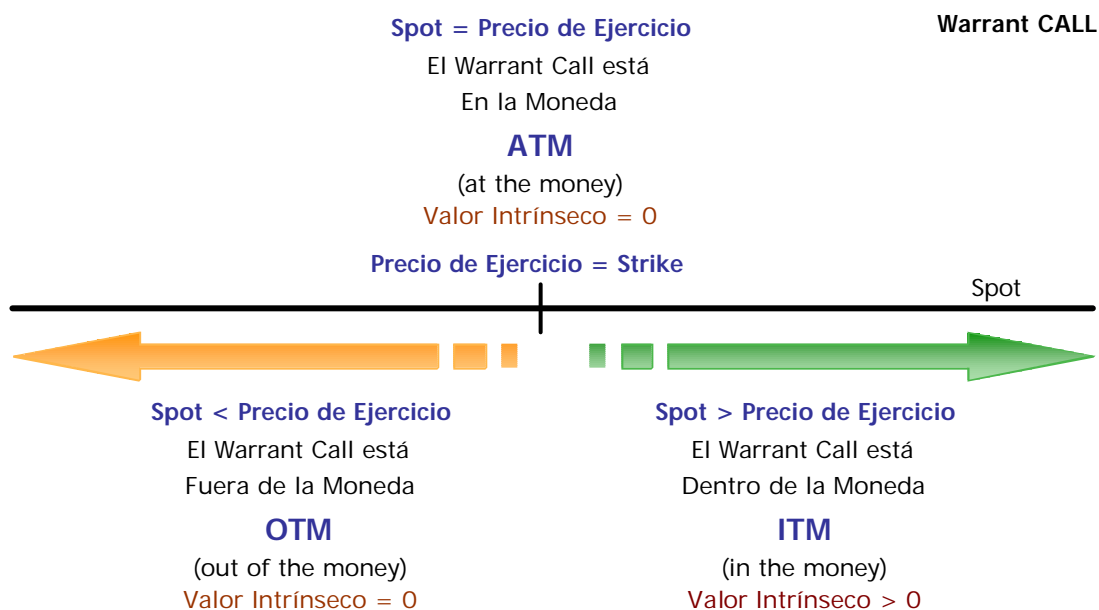 Warrant CALL
Spot = Precio de Ejercicio
El Warrant Call está
En la Moneda
ATM
(at the money)
Valor Intrínseco = 0
Precio de Ejercicio = Strike
Spot
Spot < Precio de Ejercicio
El Warrant Call está
Fuera de la Moneda
OTM
(out of the money)
Valor Intrínseco = 0
Spot > Precio de Ejercicio
El Warrant Call está
Dentro de la Moneda
ITM
(in the money)
Valor Intrínseco > 0